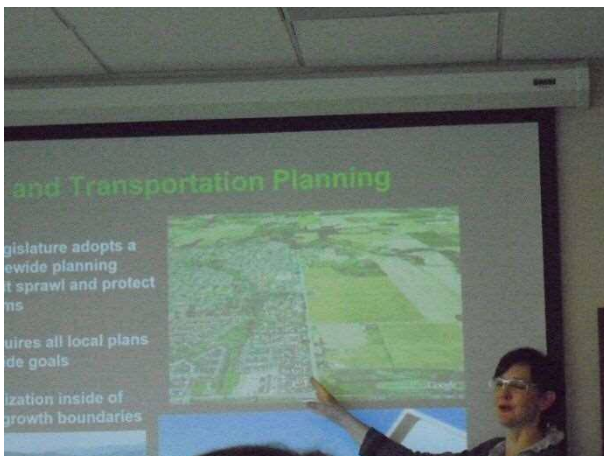 and Transportation Planning
gislature adopts a
ewide planning
t sprawl and protect
ms
uires all local plans
de goals
ization inside of
growth boundaries
Google